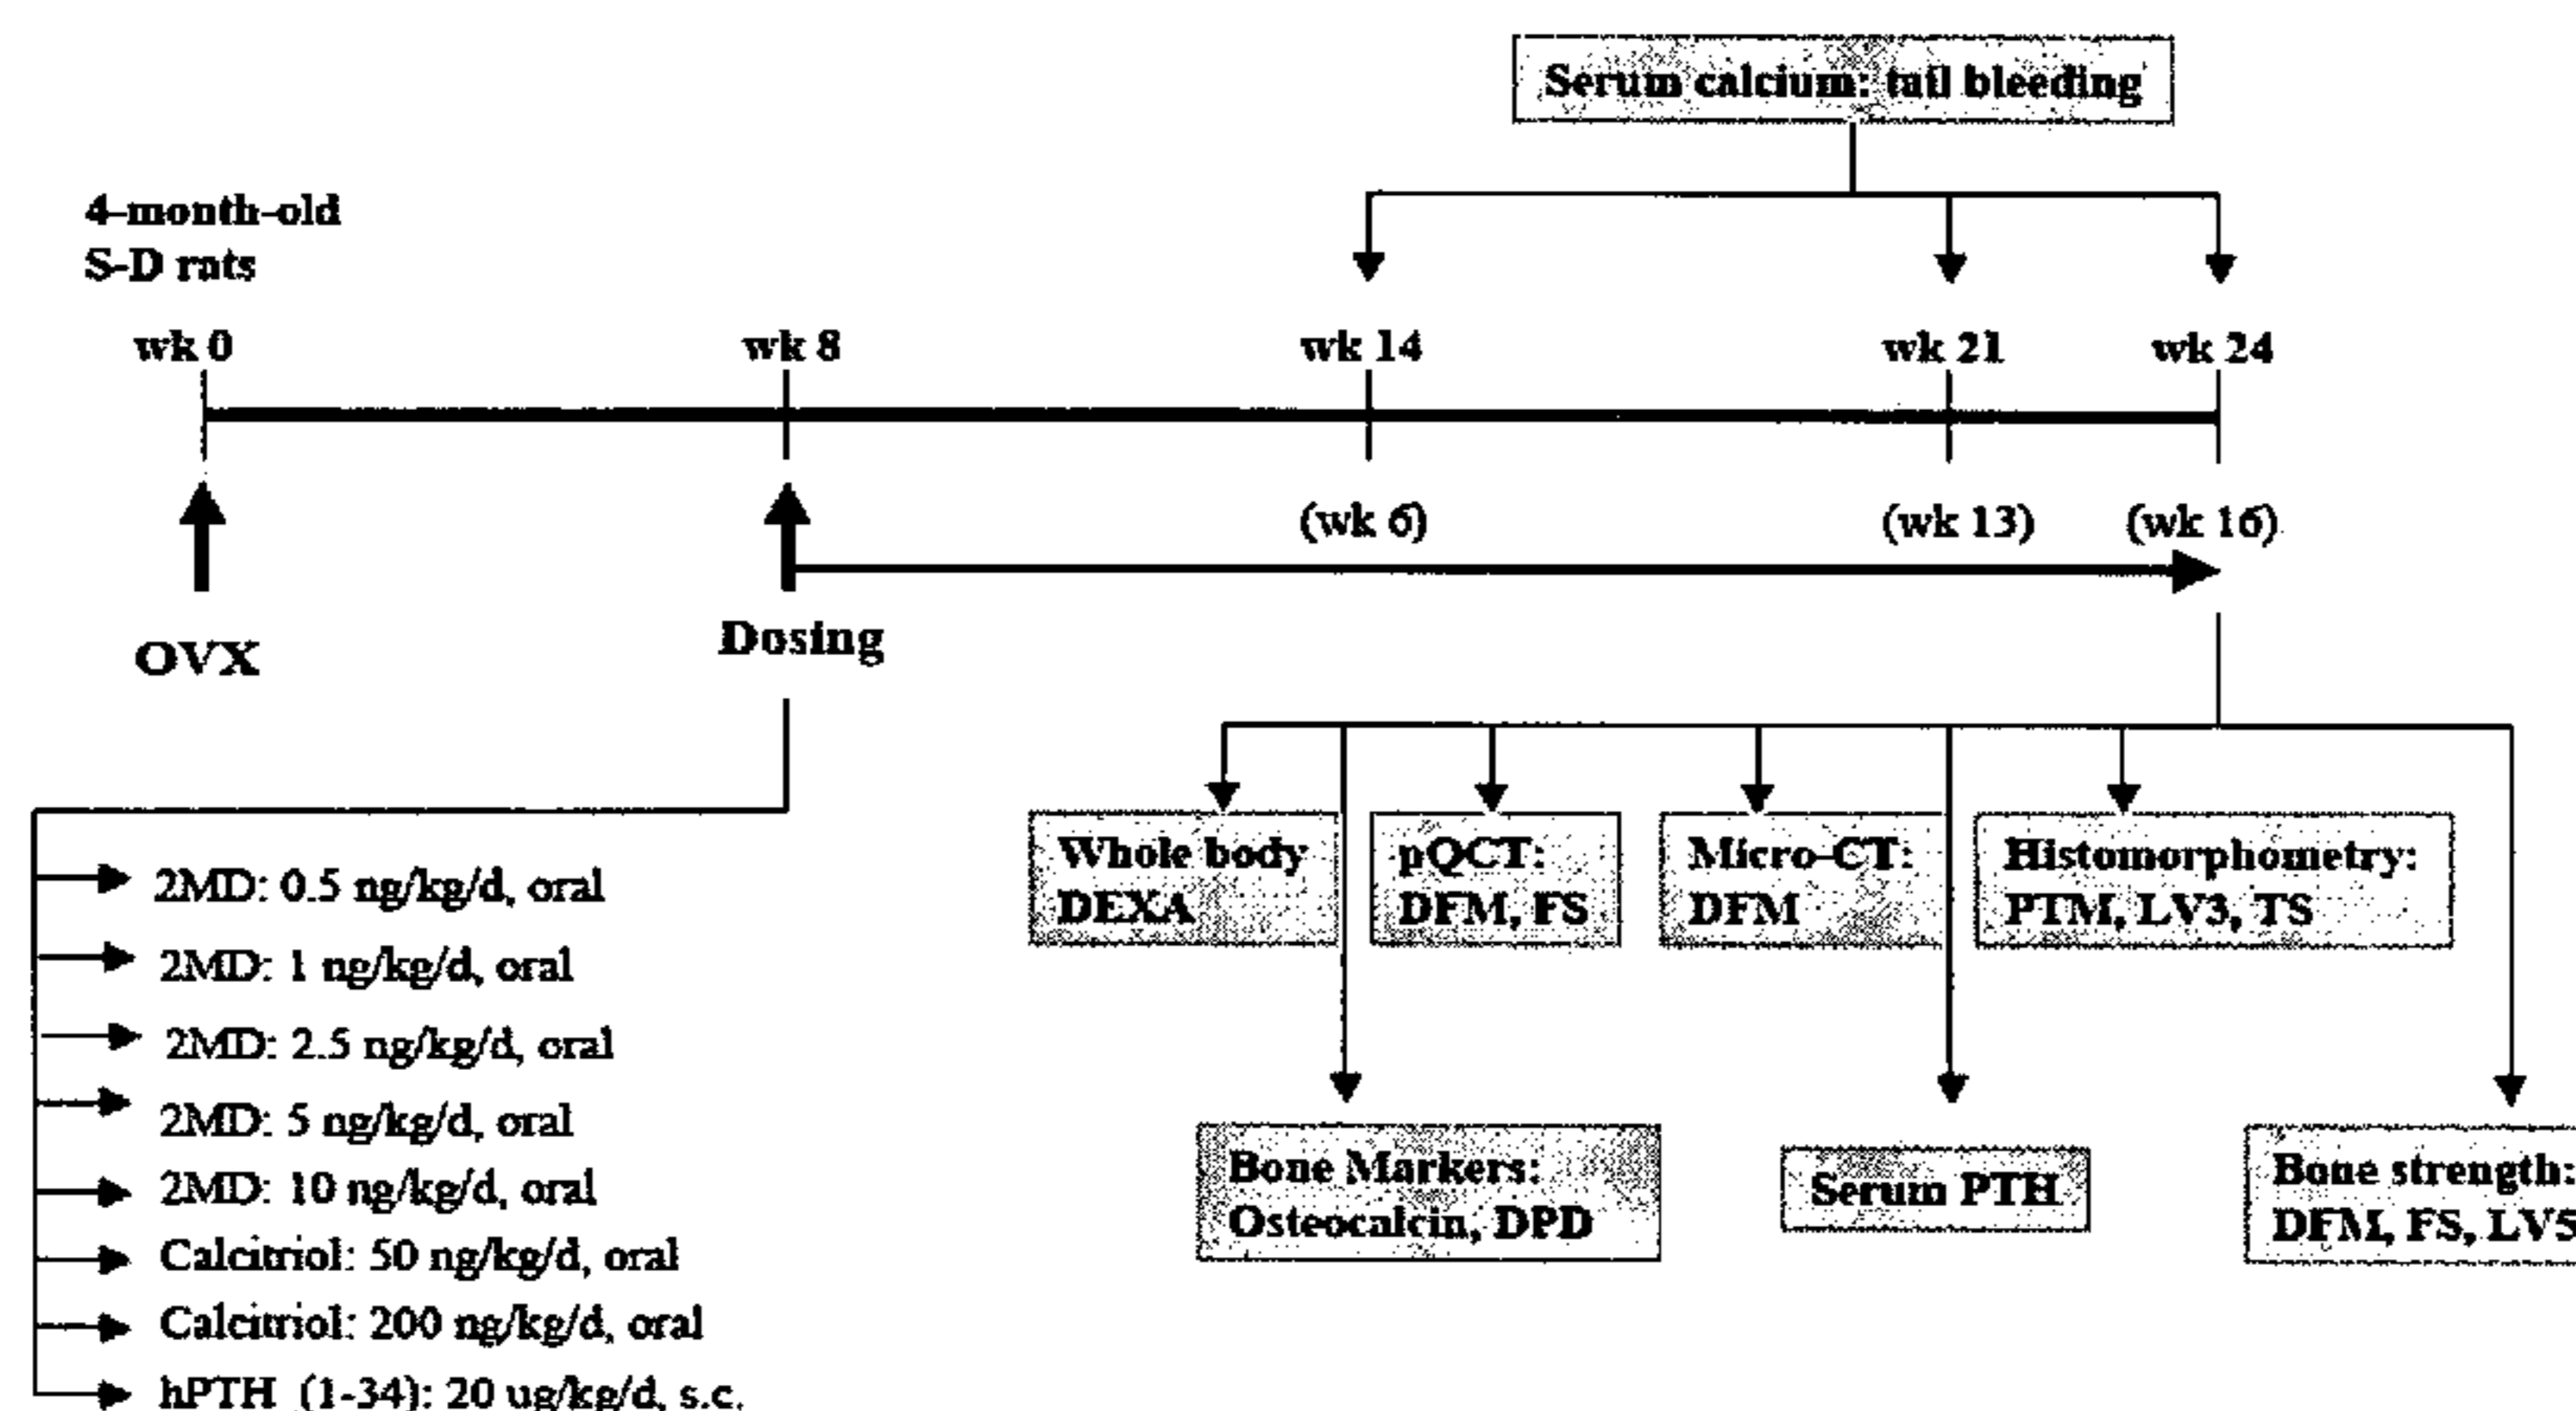 Serum calcium: tail bleeding
4-month-old
S-D rats
wk 0
wk 8
wk 14
wk 21
wk 24
(wk 6)
(wk 13)
(wk 16)
OVX
Dosing
2MD: 0.5 ng/kg/d, oral
2MD: 1 ng/kg/d, oral
2MD: 2.5 ng/kg/d, oral
2MD: 5 ng/kg/d, oral
2MD: 10 ng/kg/d, oral
Calcitriol: 50 ng/kg/d, oral
Calcitriol: 200 ng/kg/d, oral
hPTH (1-34): 20 ug/kg/d, s.c.
Whole body
DEXA
pQCT:
DFM, FS
Micro-CT:
DFM
Histomorphometry:
PTM, LV3, TS
Bone Markers:
Osteocalcin, DPD
Serum PTH
Bone strength:
DFM, FS, LV5